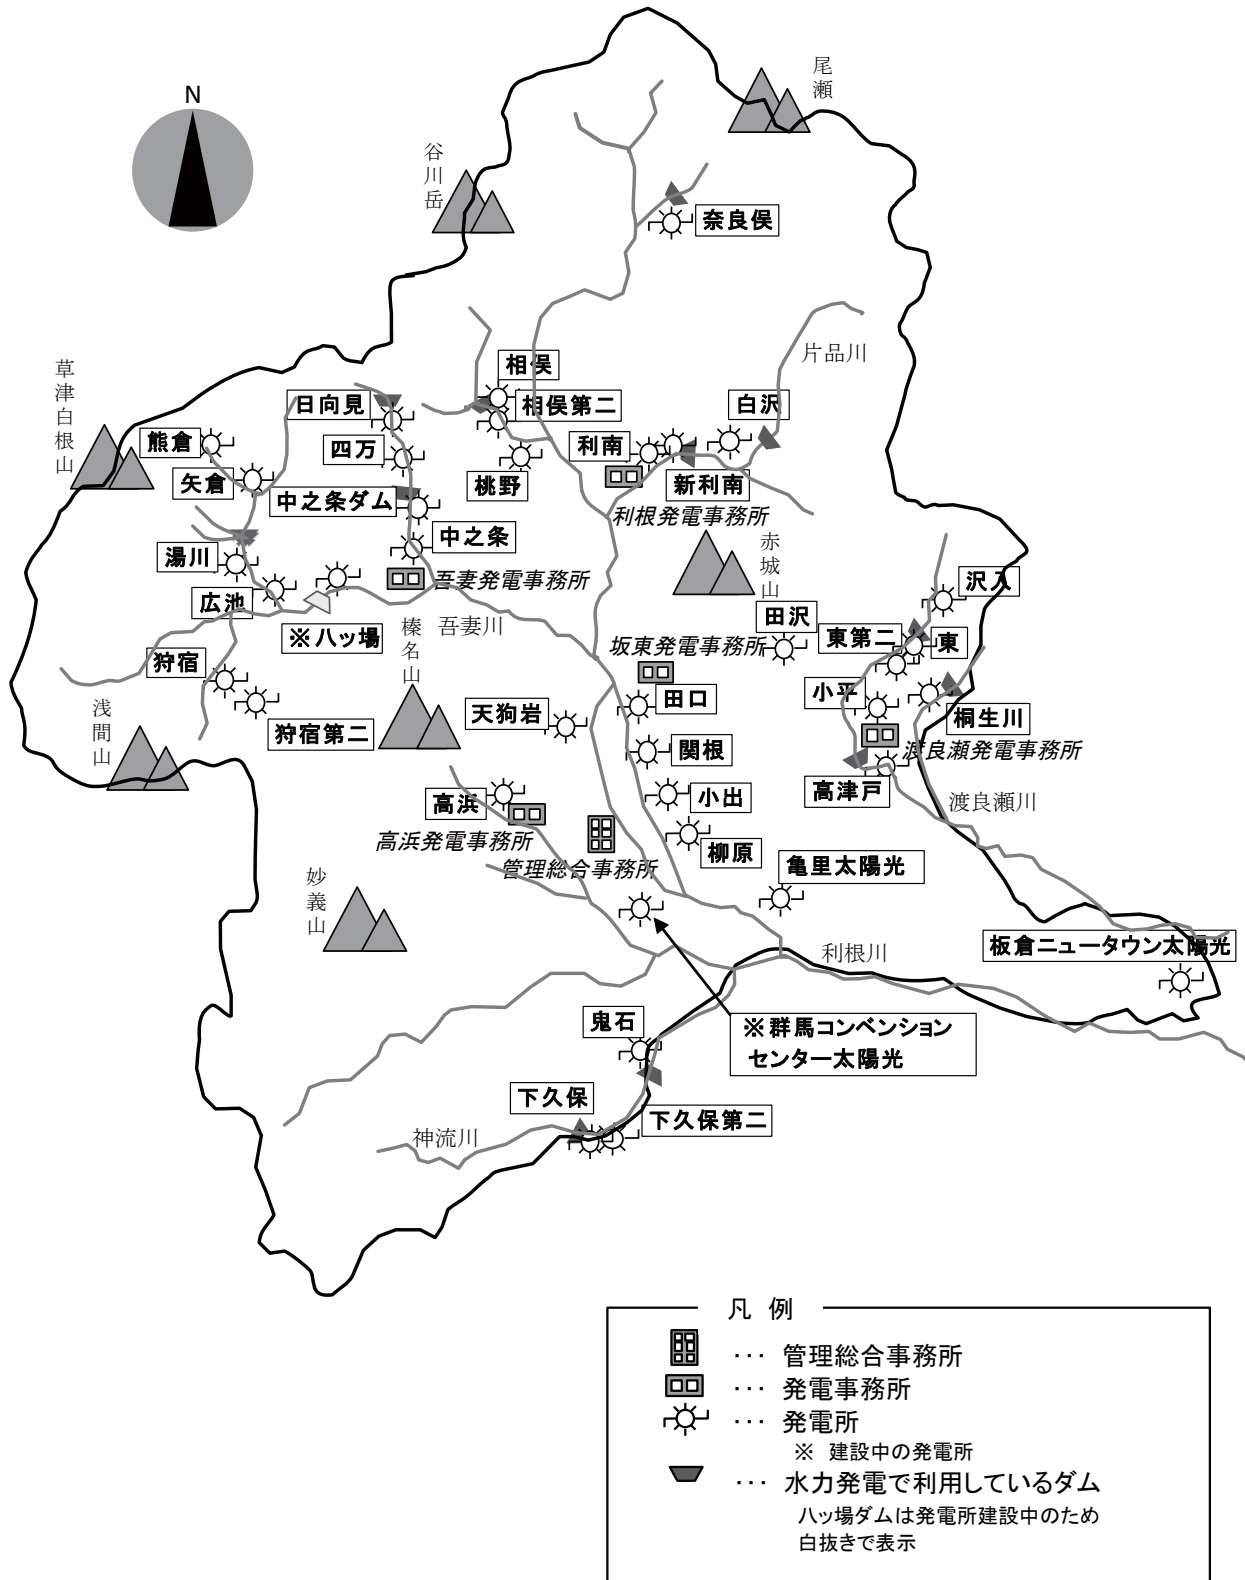 N
尾瀬
谷川岳
奈良俣
片品川
草津白根山
相俣
日向見
相俣第二
白沢
熊倉
四万
利南
矢倉
桃野
新利南
中之条ダム
利根発電事務所
中之条
赤城山
湯川
吾妻発電事務所
沢入
広池
田沢
※八ッ場
榛名山
吾妻川
東第二
東
坂東発電事務所
狩宿
小平
田口
桐生川
浅間山
狩宿第二
天狗岩
渡良瀬発電事務所
関根
高津戸
渡良瀬川
高浜
小出
高浜発電事務所
柳原
管理総合事務所
亀里太陽光
妙義山
板倉ニュータウン太陽光
利根川
鬼石
※群馬コンベンション
センター太陽光
下久保
下久保第二
神流川
凡 例
… 管理総合事務所
… 発電事務所
… 発電所
※ 建設中の発電所
… 水力発電で利用しているダム
八ッ場ダムは発電所建設中のため
白抜きで表示